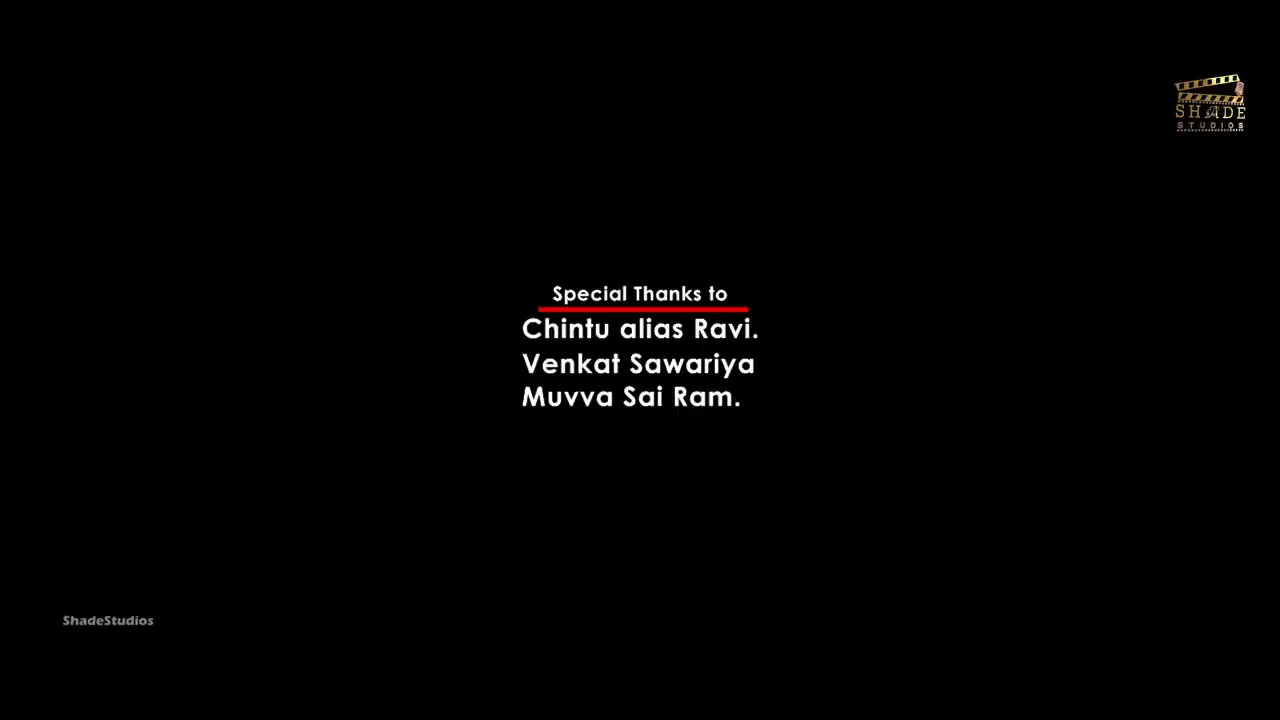 SHADE
STUDIOS
Special Thanks to
Chintu alias Ravi.
Venkat Sawariya
Muvva Sai Ram.
ShadeStudios